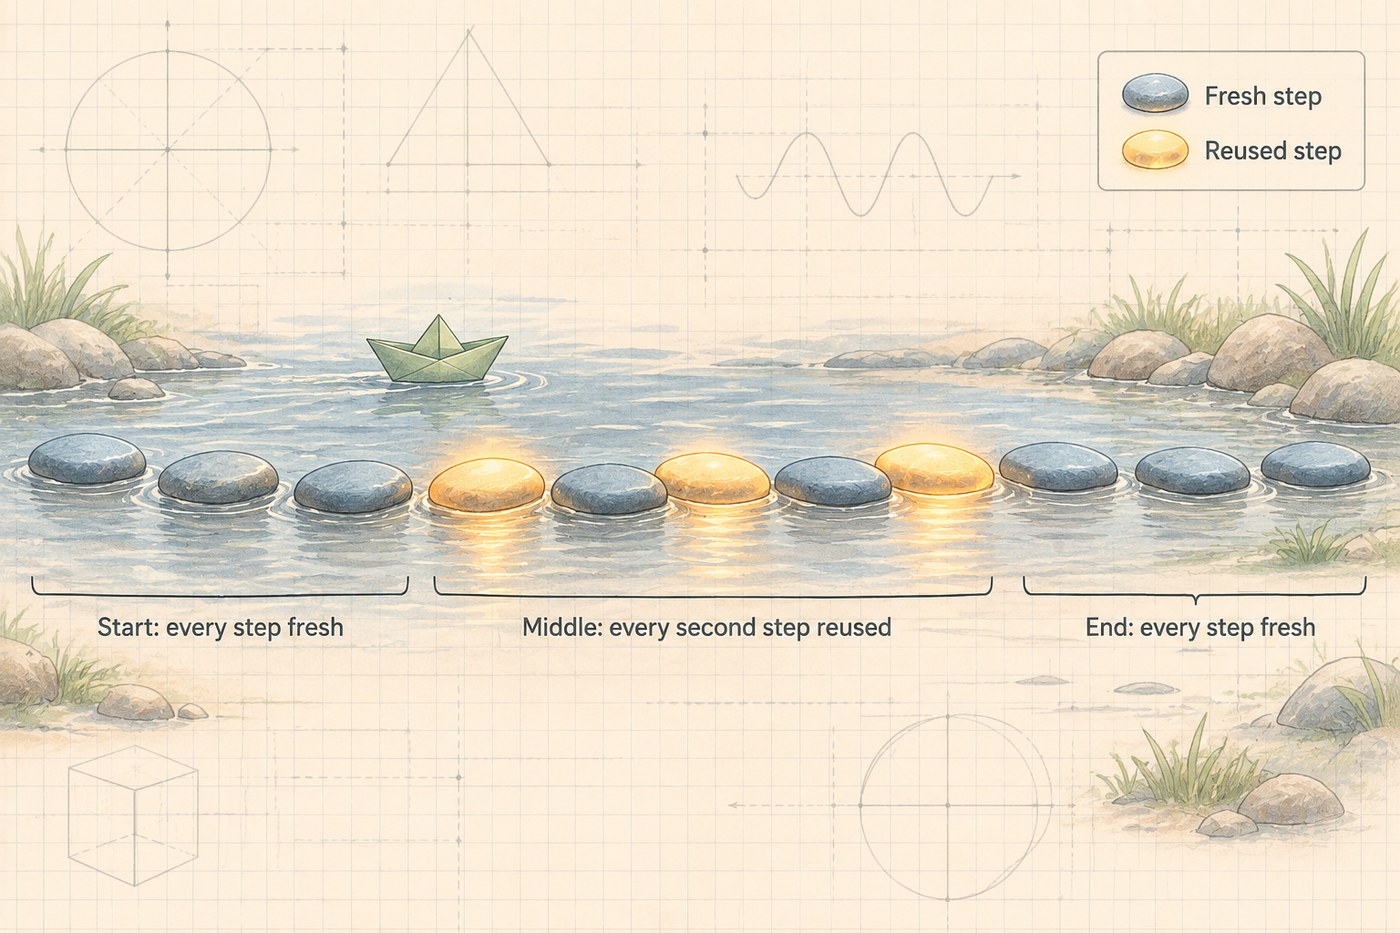 Fresh step
Reused step
Start: every step fresh
Middle: every second step reused
End: every step fresh